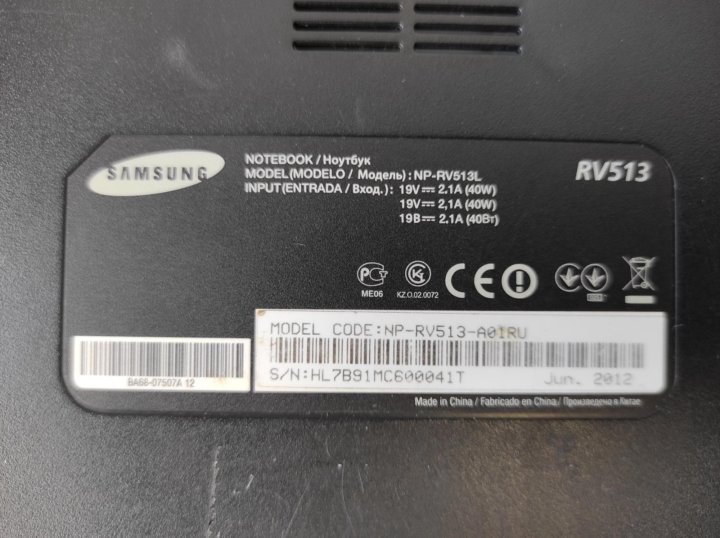 SAMSUNG
NOTEBOOK / Ноутбук
MODEL(MODELO / Модель) : NP-RV513L
INPUT(ENTRADA / Вход.) : 19V⎓2.1A (40W)
19V⎓2,1A (40W)
19В⎓2.1A (40Вт)
RV513
PC
ME06
KZ.O.02.0072
CE
MODEL CODE:NP-RV513-A01RU
S/N:HL7B91MC600041T
Jun. 2012
BA68-07507A 12
Made in China / Fabricado en China / Произведено в Китае